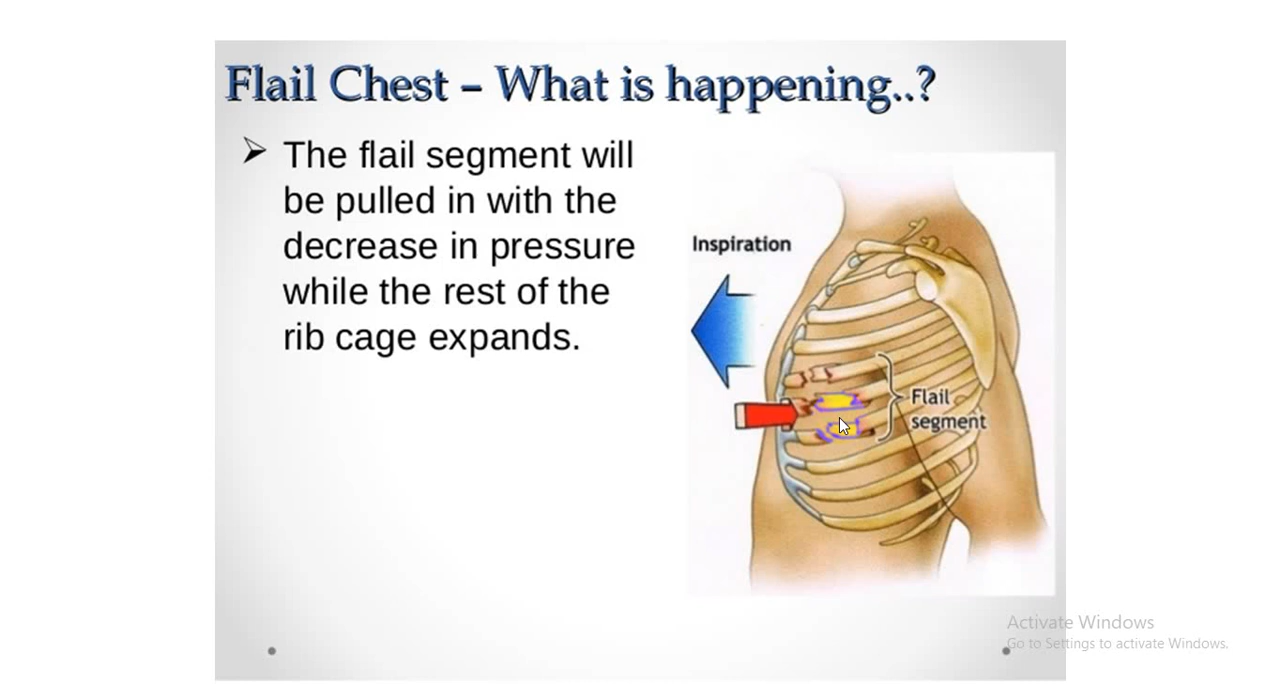 Flail Chest – What is happening..?
➢ The flail segment will
be pulled in with the
decrease in pressure
while the rest of the
rib cage expands.
Inspiration
Flail
segment
Activate Windows
Go to Settings to activate Windows.